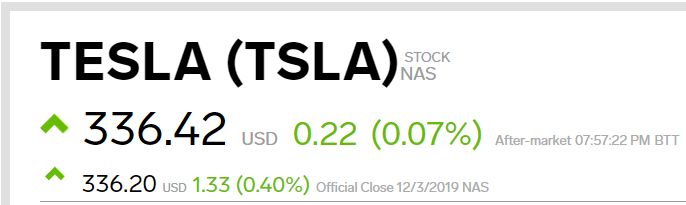 TESLA (TSLA) STOCK NAS
336.42 USD 0.22 (0.07%) After-market 07:57:22 PM BTT
336.20 USD 1.33 (0.40%) Official Close 12/3/2019 NAS